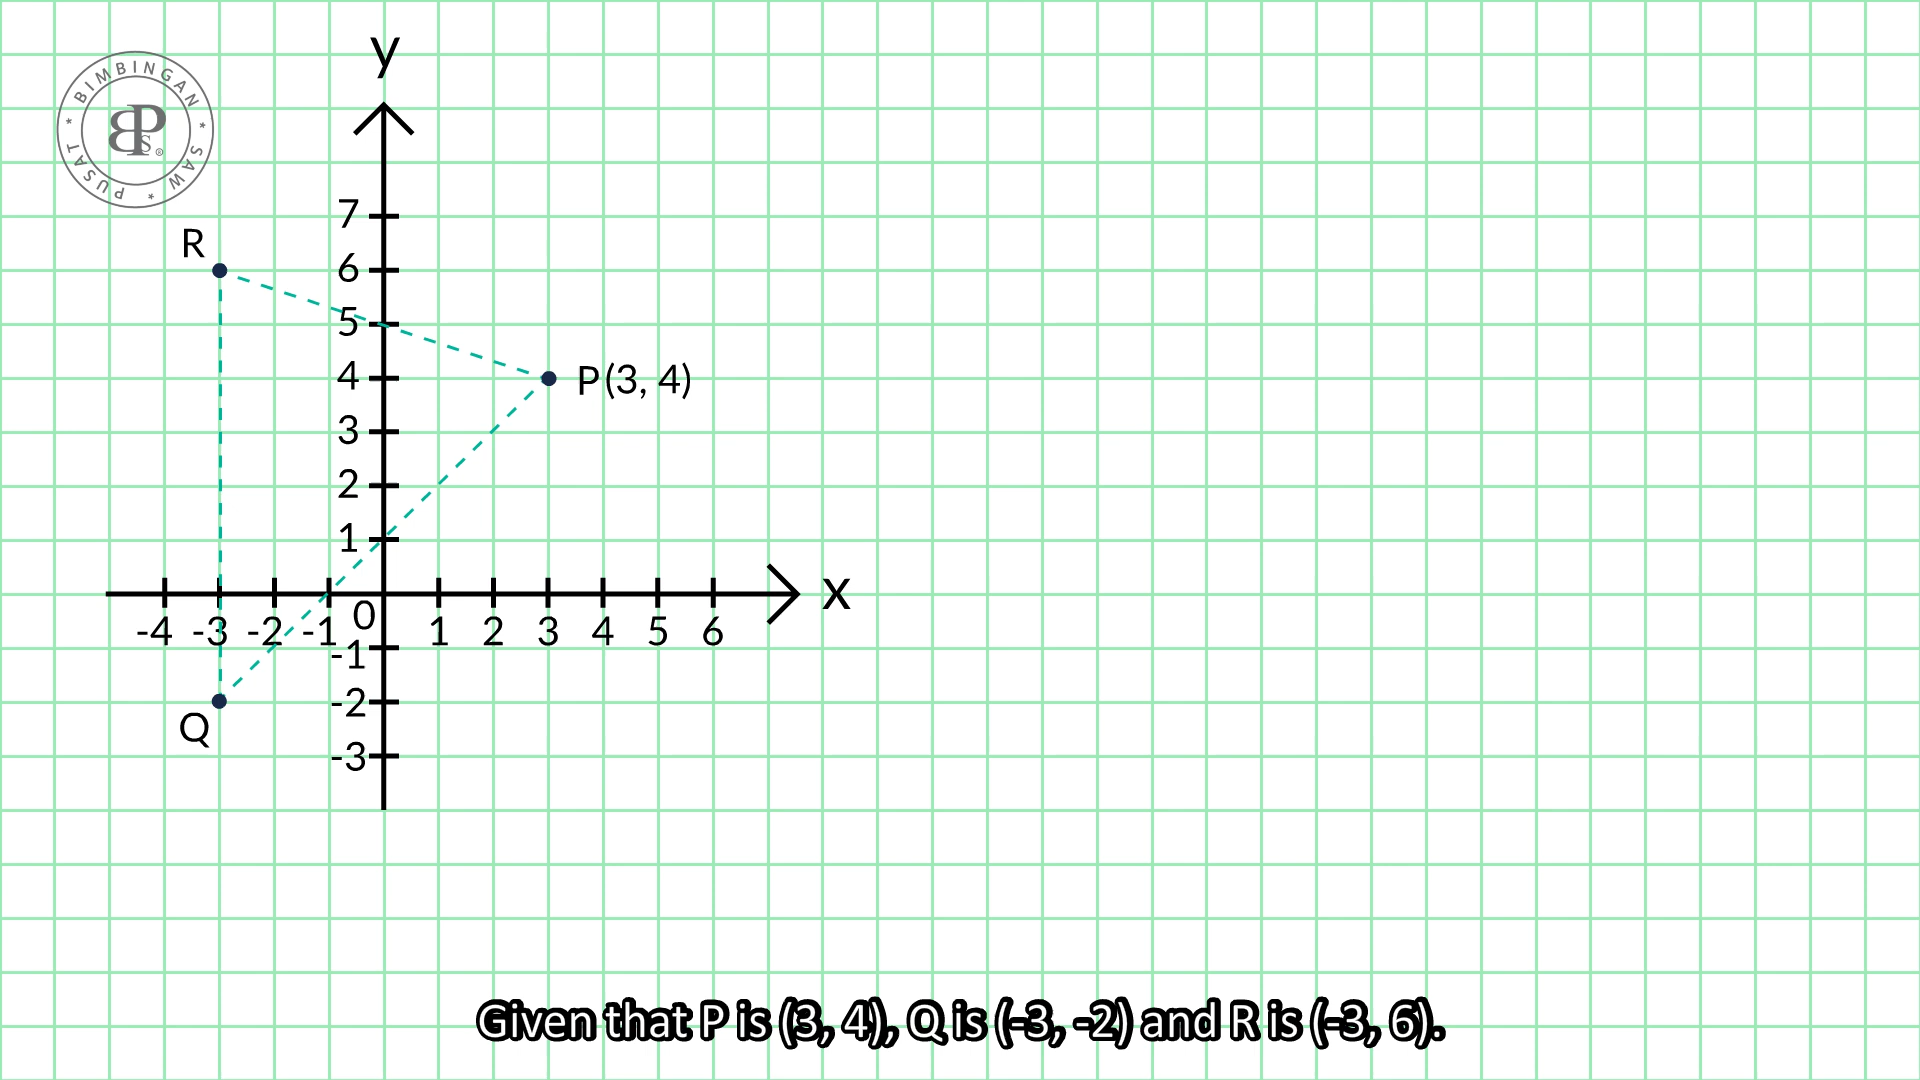 y
* BIMBINGAN * SAW * PUSAT
BPS®
7
R
6
5
4
P(3, 4)
3
2
1
x
0
-4 -3 -2 -1 1 2 3 4 5 6
-1
-2
Q
-3
Given that P is (3, 4), Q is (-3, -2) and R is (-3, 6).